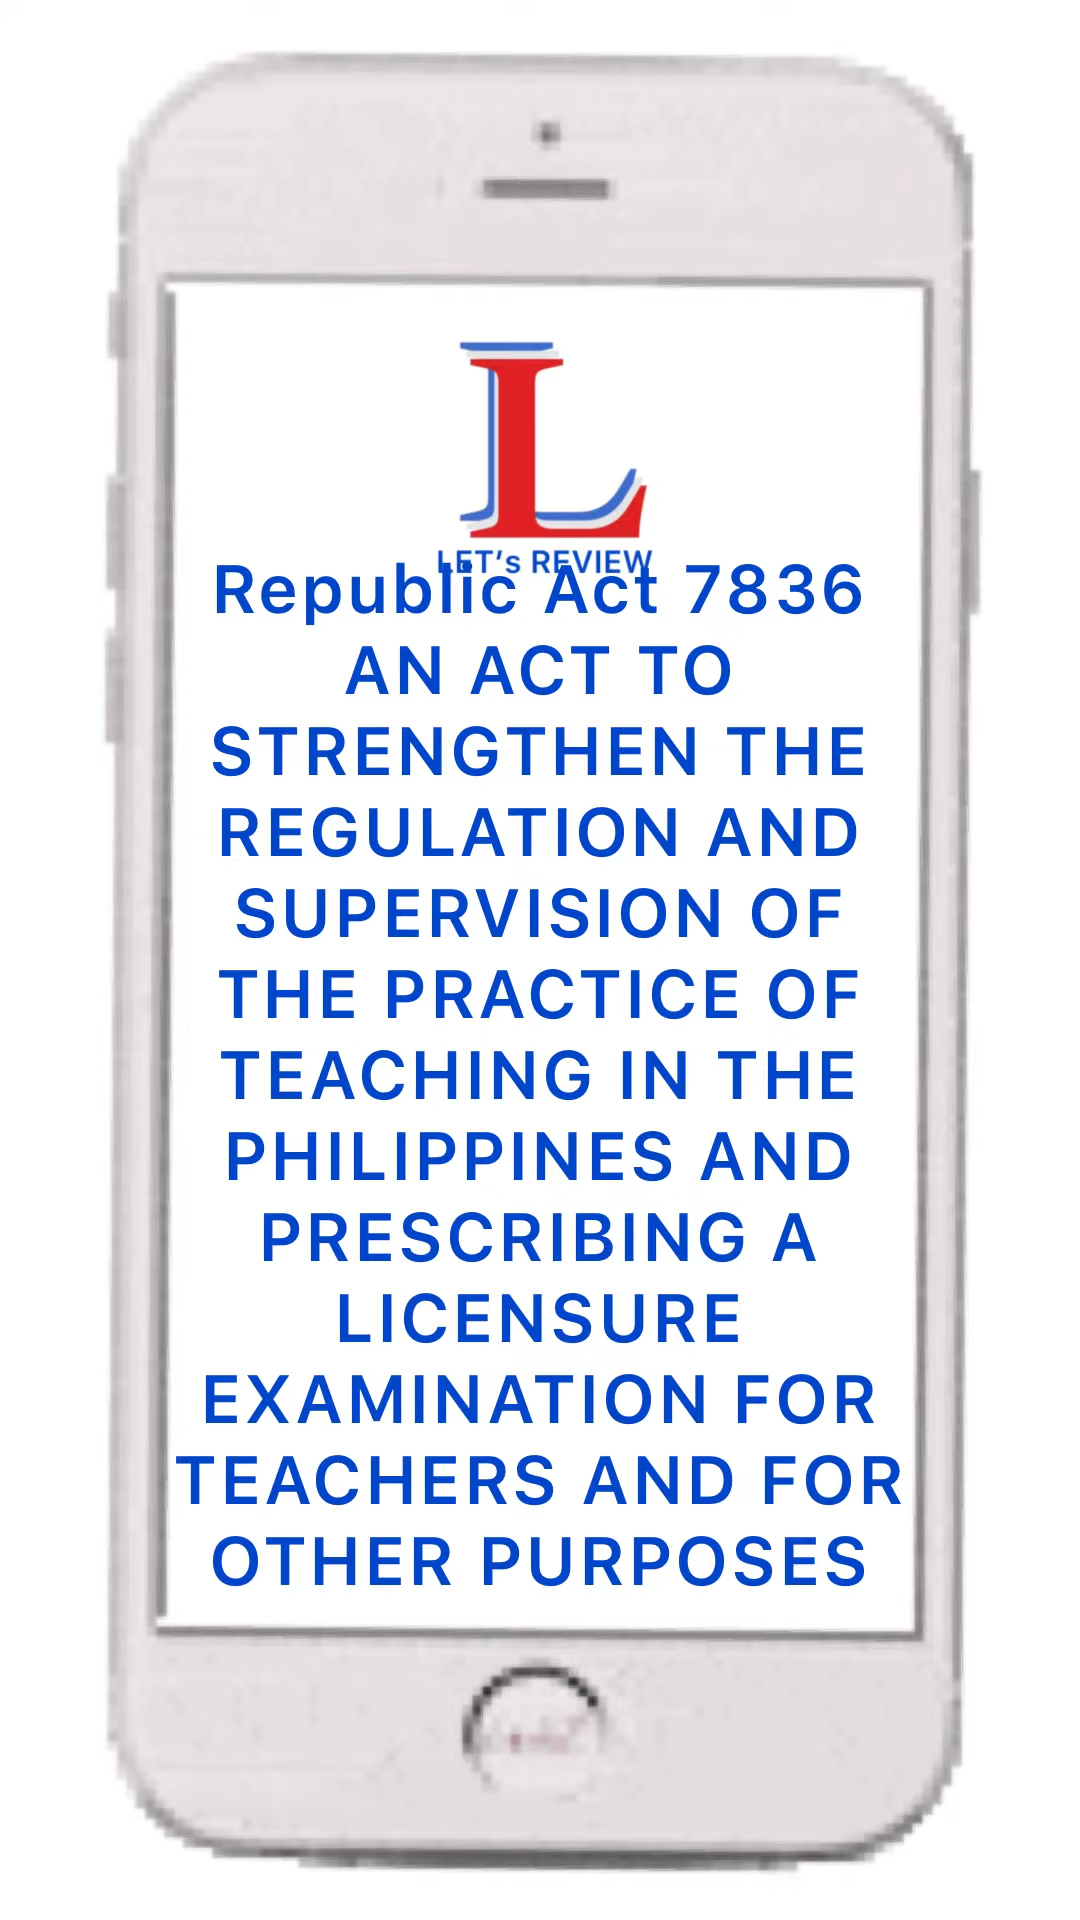 L
LET’s REVIEW
Republic Act 7836
AN ACT TO
STRENGTHEN THE
REGULATION AND
SUPERVISION OF
THE PRACTICE OF
TEACHING IN THE
PHILIPPINES AND
PRESCRIBING A
LICENSURE
EXAMINATION FOR
TEACHERS AND FOR
OTHER PURPOSES